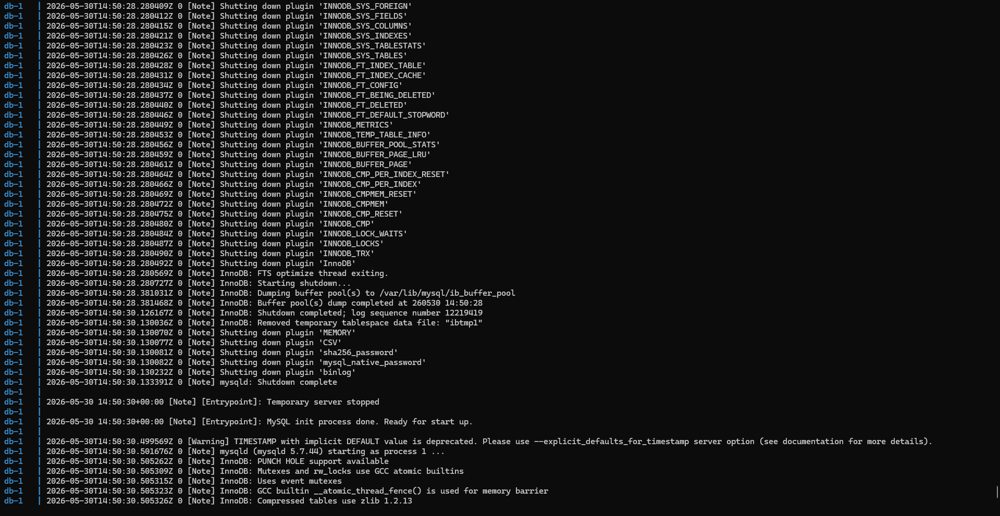 db-1   | 2026-05-30T14:50:28.280409Z 0 [Note] Shutting down plugin 'INNODB_SYS_FOREIGN'
db-1   | 2026-05-30T14:50:28.280412Z 0 [Note] Shutting down plugin 'INNODB_SYS_FIELDS'
db-1   | 2026-05-30T14:50:28.280415Z 0 [Note] Shutting down plugin 'INNODB_SYS_COLUMNS'
db-1   | 2026-05-30T14:50:28.280421Z 0 [Note] Shutting down plugin 'INNODB_SYS_INDEXES'
db-1   | 2026-05-30T14:50:28.280423Z 0 [Note] Shutting down plugin 'INNODB_SYS_TABLESTATS'
db-1   | 2026-05-30T14:50:28.280426Z 0 [Note] Shutting down plugin 'INNODB_SYS_TABLES'
db-1   | 2026-05-30T14:50:28.280428Z 0 [Note] Shutting down plugin 'INNODB_FT_INDEX_TABLE'
db-1   | 2026-05-30T14:50:28.280431Z 0 [Note] Shutting down plugin 'INNODB_FT_INDEX_CACHE'
db-1   | 2026-05-30T14:50:28.280434Z 0 [Note] Shutting down plugin 'INNODB_FT_CONFIG'
db-1   | 2026-05-30T14:50:28.280437Z 0 [Note] Shutting down plugin 'INNODB_FT_BEING_DELETED'
db-1   | 2026-05-30T14:50:28.280440Z 0 [Note] Shutting down plugin 'INNODB_FT_DELETED'
db-1   | 2026-05-30T14:50:28.280446Z 0 [Note] Shutting down plugin 'INNODB_FT_DEFAULT_STOPWORD'
db-1   | 2026-05-30T14:50:28.280449Z 0 [Note] Shutting down plugin 'INNODB_METRICS'
db-1   | 2026-05-30T14:50:28.280453Z 0 [Note] Shutting down plugin 'INNODB_TEMP_TABLE_INFO'
db-1   | 2026-05-30T14:50:28.280456Z 0 [Note] Shutting down plugin 'INNODB_BUFFER_POOL_STATS'
db-1   | 2026-05-30T14:50:28.280459Z 0 [Note] Shutting down plugin 'INNODB_BUFFER_PAGE_LRU'
db-1   | 2026-05-30T14:50:28.280461Z 0 [Note] Shutting down plugin 'INNODB_BUFFER_PAGE'
db-1   | 2026-05-30T14:50:28.280464Z 0 [Note] Shutting down plugin 'INNODB_CMP_PER_INDEX_RESET'
db-1   | 2026-05-30T14:50:28.280466Z 0 [Note] Shutting down plugin 'INNODB_CMP_PER_INDEX'
db-1   | 2026-05-30T14:50:28.280469Z 0 [Note] Shutting down plugin 'INNODB_CMPMEM_RESET'
db-1   | 2026-05-30T14:50:28.280472Z 0 [Note] Shutting down plugin 'INNODB_CMPMEM'
db-1   | 2026-05-30T14:50:28.280475Z 0 [Note] Shutting down plugin 'INNODB_CMP_RESET'
db-1   | 2026-05-30T14:50:28.280480Z 0 [Note] Shutting down plugin 'INNODB_CMP'
db-1   | 2026-05-30T14:50:28.280484Z 0 [Note] Shutting down plugin 'INNODB_LOCK_WAITS'
db-1   | 2026-05-30T14:50:28.280487Z 0 [Note] Shutting down plugin 'INNODB_LOCKS'
db-1   | 2026-05-30T14:50:28.280490Z 0 [Note] Shutting down plugin 'INNODB_TRX'
db-1   | 2026-05-30T14:50:28.280492Z 0 [Note] Shutting down plugin 'InnoDB'
db-1   | 2026-05-30T14:50:28.280569Z 0 [Note] InnoDB: FTS optimize thread exiting.
db-1   | 2026-05-30T14:50:28.280727Z 0 [Note] InnoDB: Starting shutdown...
db-1   | 2026-05-30T14:50:28.381031Z 0 [Note] InnoDB: Dumping buffer pool(s) to /var/lib/mysql/ib_buffer_pool
db-1   | 2026-05-30T14:50:28.381468Z 0 [Note] InnoDB: Buffer pool(s) dump completed at 260530 14:50:28
db-1   | 2026-05-30T14:50:30.126167Z 0 [Note] InnoDB: Shutdown completed; log sequence number 12219419
db-1   | 2026-05-30T14:50:30.130036Z 0 [Note] InnoDB: Removed temporary tablespace data file: "ibtmp1"
db-1   | 2026-05-30T14:50:30.130070Z 0 [Note] Shutting down plugin 'MEMORY'
db-1   | 2026-05-30T14:50:30.130077Z 0 [Note] Shutting down plugin 'CSV'
db-1   | 2026-05-30T14:50:30.130081Z 0 [Note] Shutting down plugin 'sha256_password'
db-1   | 2026-05-30T14:50:30.130082Z 0 [Note] Shutting down plugin 'mysql_native_password'
db-1   | 2026-05-30T14:50:30.130232Z 0 [Note] Shutting down plugin 'binlog'
db-1   | 2026-05-30T14:50:30.133391Z 0 [Note] mysqld: Shutdown complete
db-1   |
db-1   | 2026-05-30 14:50:30+00:00 [Note] [Entrypoint]: Temporary server stopped
db-1   |
db-1   | 2026-05-30 14:50:30+00:00 [Note] [Entrypoint]: MySQL init process done. Ready for start up.
db-1   |
db-1   | 2026-05-30T14:50:30.499569Z 0 [Warning] TIMESTAMP with implicit DEFAULT value is deprecated. Please use --explicit_defaults_for_timestamp server option (see documentation for more details).
db-1   | 2026-05-30T14:50:30.501676Z 0 [Note] mysqld (mysqld 5.7.44) starting as process 1 ...
db-1   | 2026-05-30T14:50:30.505262Z 0 [Note] InnoDB: PUNCH HOLE support available
db-1   | 2026-05-30T14:50:30.505309Z 0 [Note] InnoDB: Mutexes and rw_locks use GCC atomic builtins
db-1   | 2026-05-30T14:50:30.505315Z 0 [Note] InnoDB: Uses event mutexes
db-1   | 2026-05-30T14:50:30.505323Z 0 [Note] InnoDB: GCC builtin __atomic_thread_fence() is used for memory barrier
db-1   | 2026-05-30T14:50:30.505326Z 0 [Note] InnoDB: Compressed tables use zlib 1.2.13